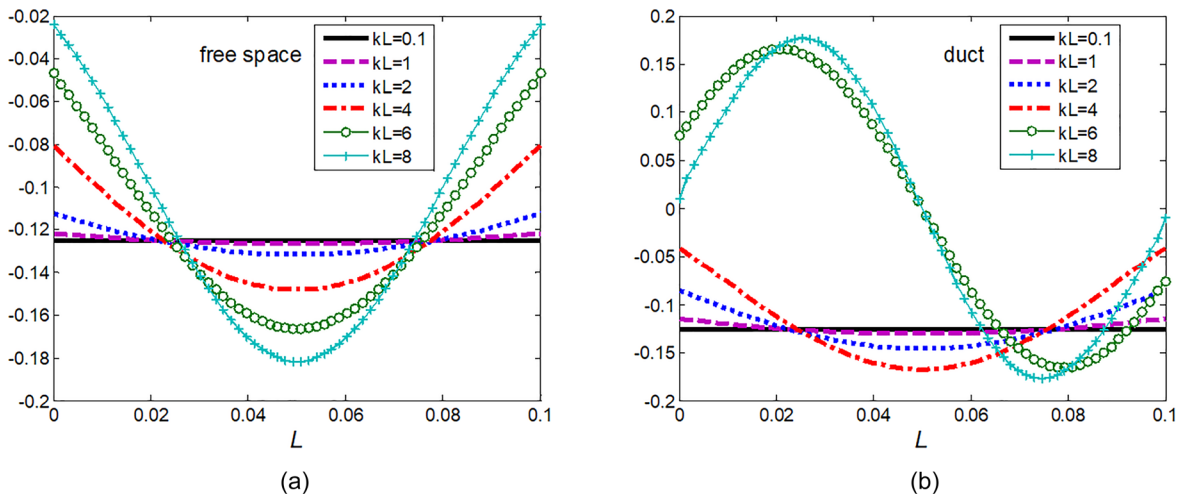 -0.02
-0.04
-0.06
-0.08
-0.1
-0.12
-0.14
-0.16
-0.18
-0.2
0 0.02 0.04 0.06 0.08 0.1
free space
kL=0.1
kL=1
kL=2
kL=4
kL=6
kL=8
L
(a)
0.2
0.15
0.1
0.05
0
-0.05
-0.1
-0.15
-0.2
0 0.02 0.04 0.06 0.08 0.1
duct
kL=0.1
kL=1
kL=2
kL=4
kL=6
kL=8
L
(b)